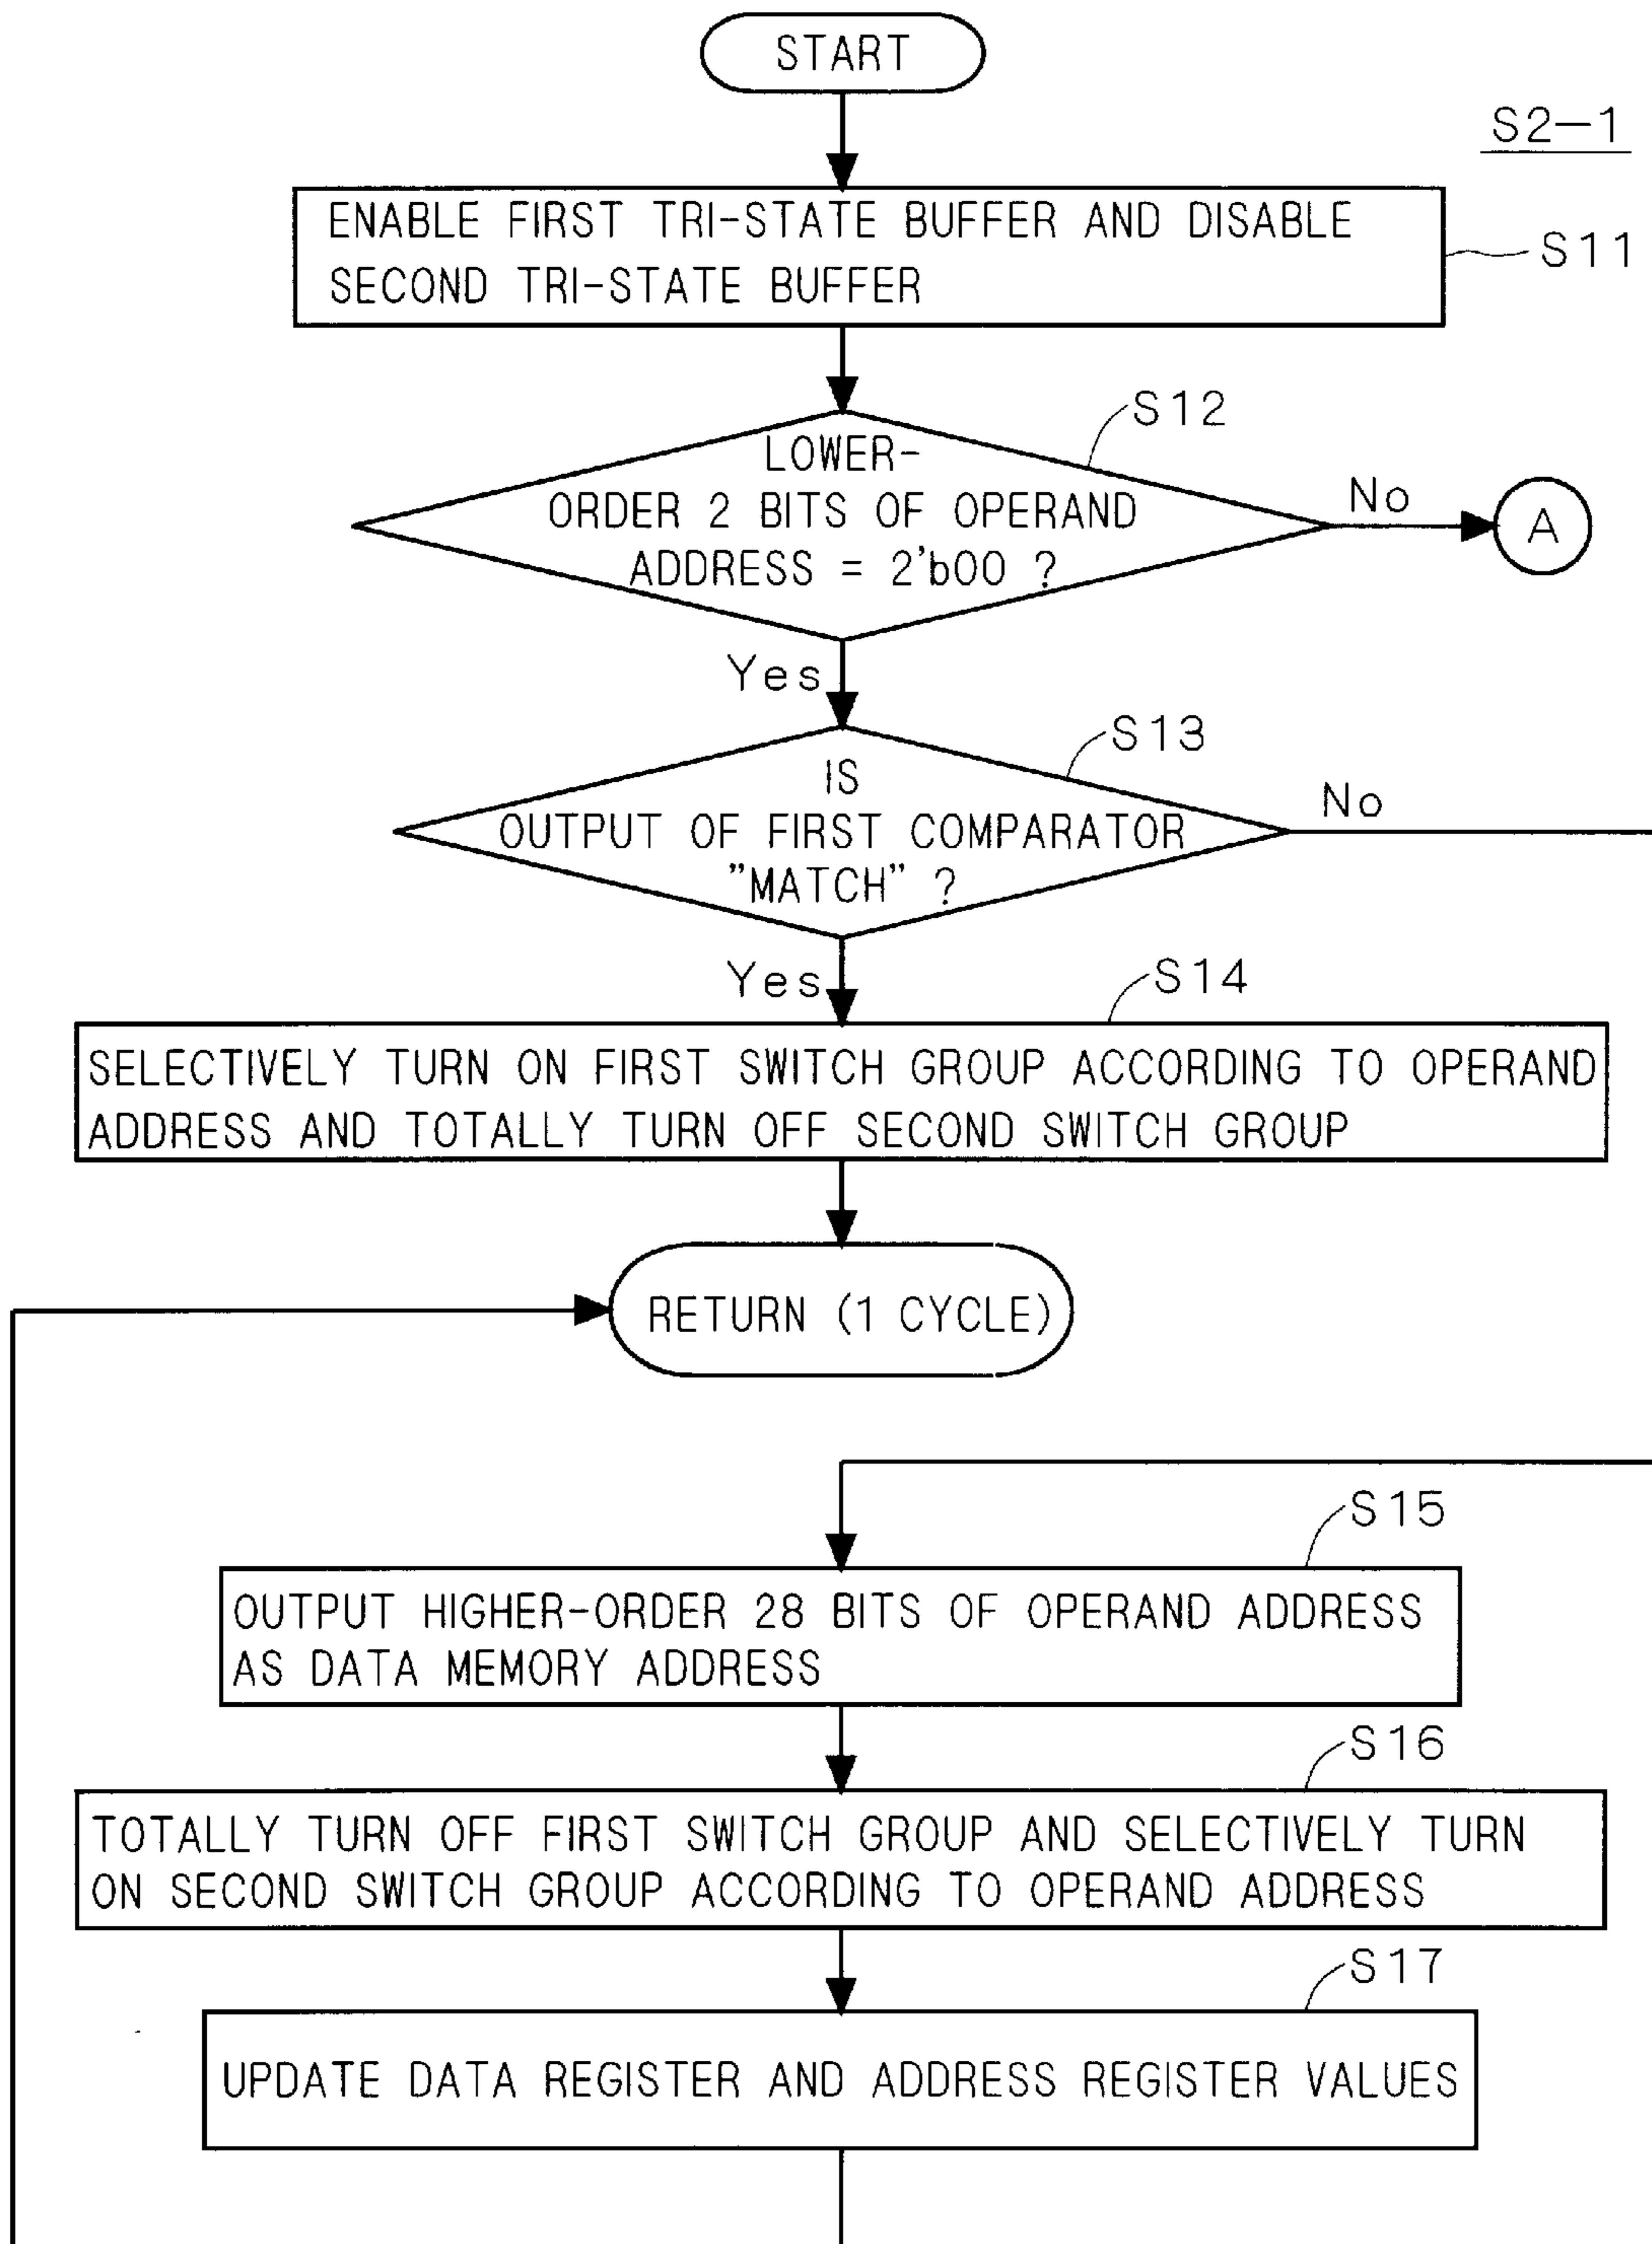 START
S2-1
ENABLE FIRST TRI-STATE BUFFER AND DISABLE
SECOND TRI-STATE BUFFER
S11
S12
LOWER-
ORDER 2 BITS OF OPERAND
ADDRESS = 2'b00 ?
No
A
Yes
S13
IS
OUTPUT OF FIRST COMPARATOR
"MATCH" ?
No
Yes
S14
SELECTIVELY TURN ON FIRST SWITCH GROUP ACCORDING TO OPERAND
ADDRESS AND TOTALLY TURN OFF SECOND SWITCH GROUP
RETURN (1 CYCLE)
S15
OUTPUT HIGHER-ORDER 28 BITS OF OPERAND ADDRESS
AS DATA MEMORY ADDRESS
S16
TOTALLY TURN OFF FIRST SWITCH GROUP AND SELECTIVELY TURN
ON SECOND SWITCH GROUP ACCORDING TO OPERAND ADDRESS
S17
UPDATE DATA REGISTER AND ADDRESS REGISTER VALUES